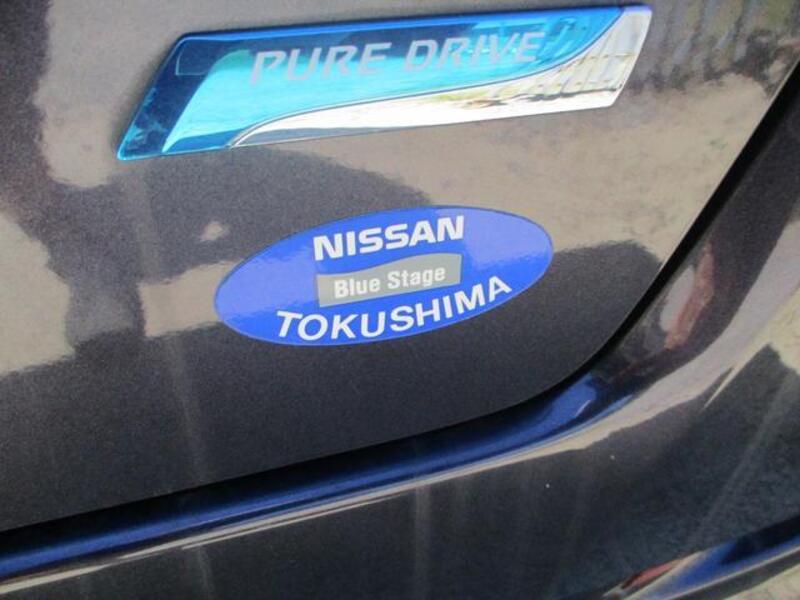 PURE DRIVE
NISSAN
Blue Stage
TOKUSHIMA